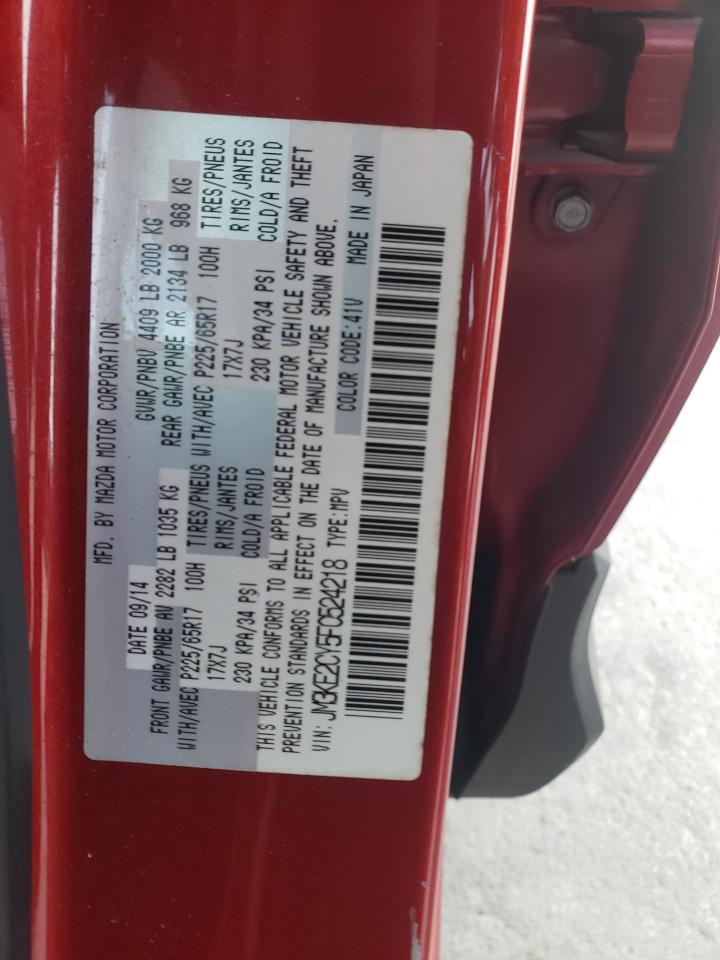 MFD. BY MAZDA MOTOR CORPORATION
DATE 09/14 GVWR/PNBV 4409 LB 2000 KG
FRONT GAWR/PNBE AV 2282 LB 1035 KG REAR GAWR/PNBE AR 2134 LB 968 KG
WITH/AVEC P225/65R17 100H TIRES/PNEUS WITH/AVEC P225/65R17 100H TIRES/PNEUS
17X7J RIMS/JANTES 17X7J RIMS/JANTES
230 KPA/34 PSI COLD/A FROID 230 KPA/34 PSI COLD/A FROID
THIS VEHICLE CONFORMS TO ALL APPLICABLE FEDERAL MOTOR VEHICLE SAFETY AND THEFT
PREVENTION STANDARDS IN EFFECT ON THE DATE OF MANUFACTURE SHOWN ABOVE.
VIN: JM3KE2CY5F0524218 TYPE:MPV COLOR CODE:41V MADE IN JAPAN